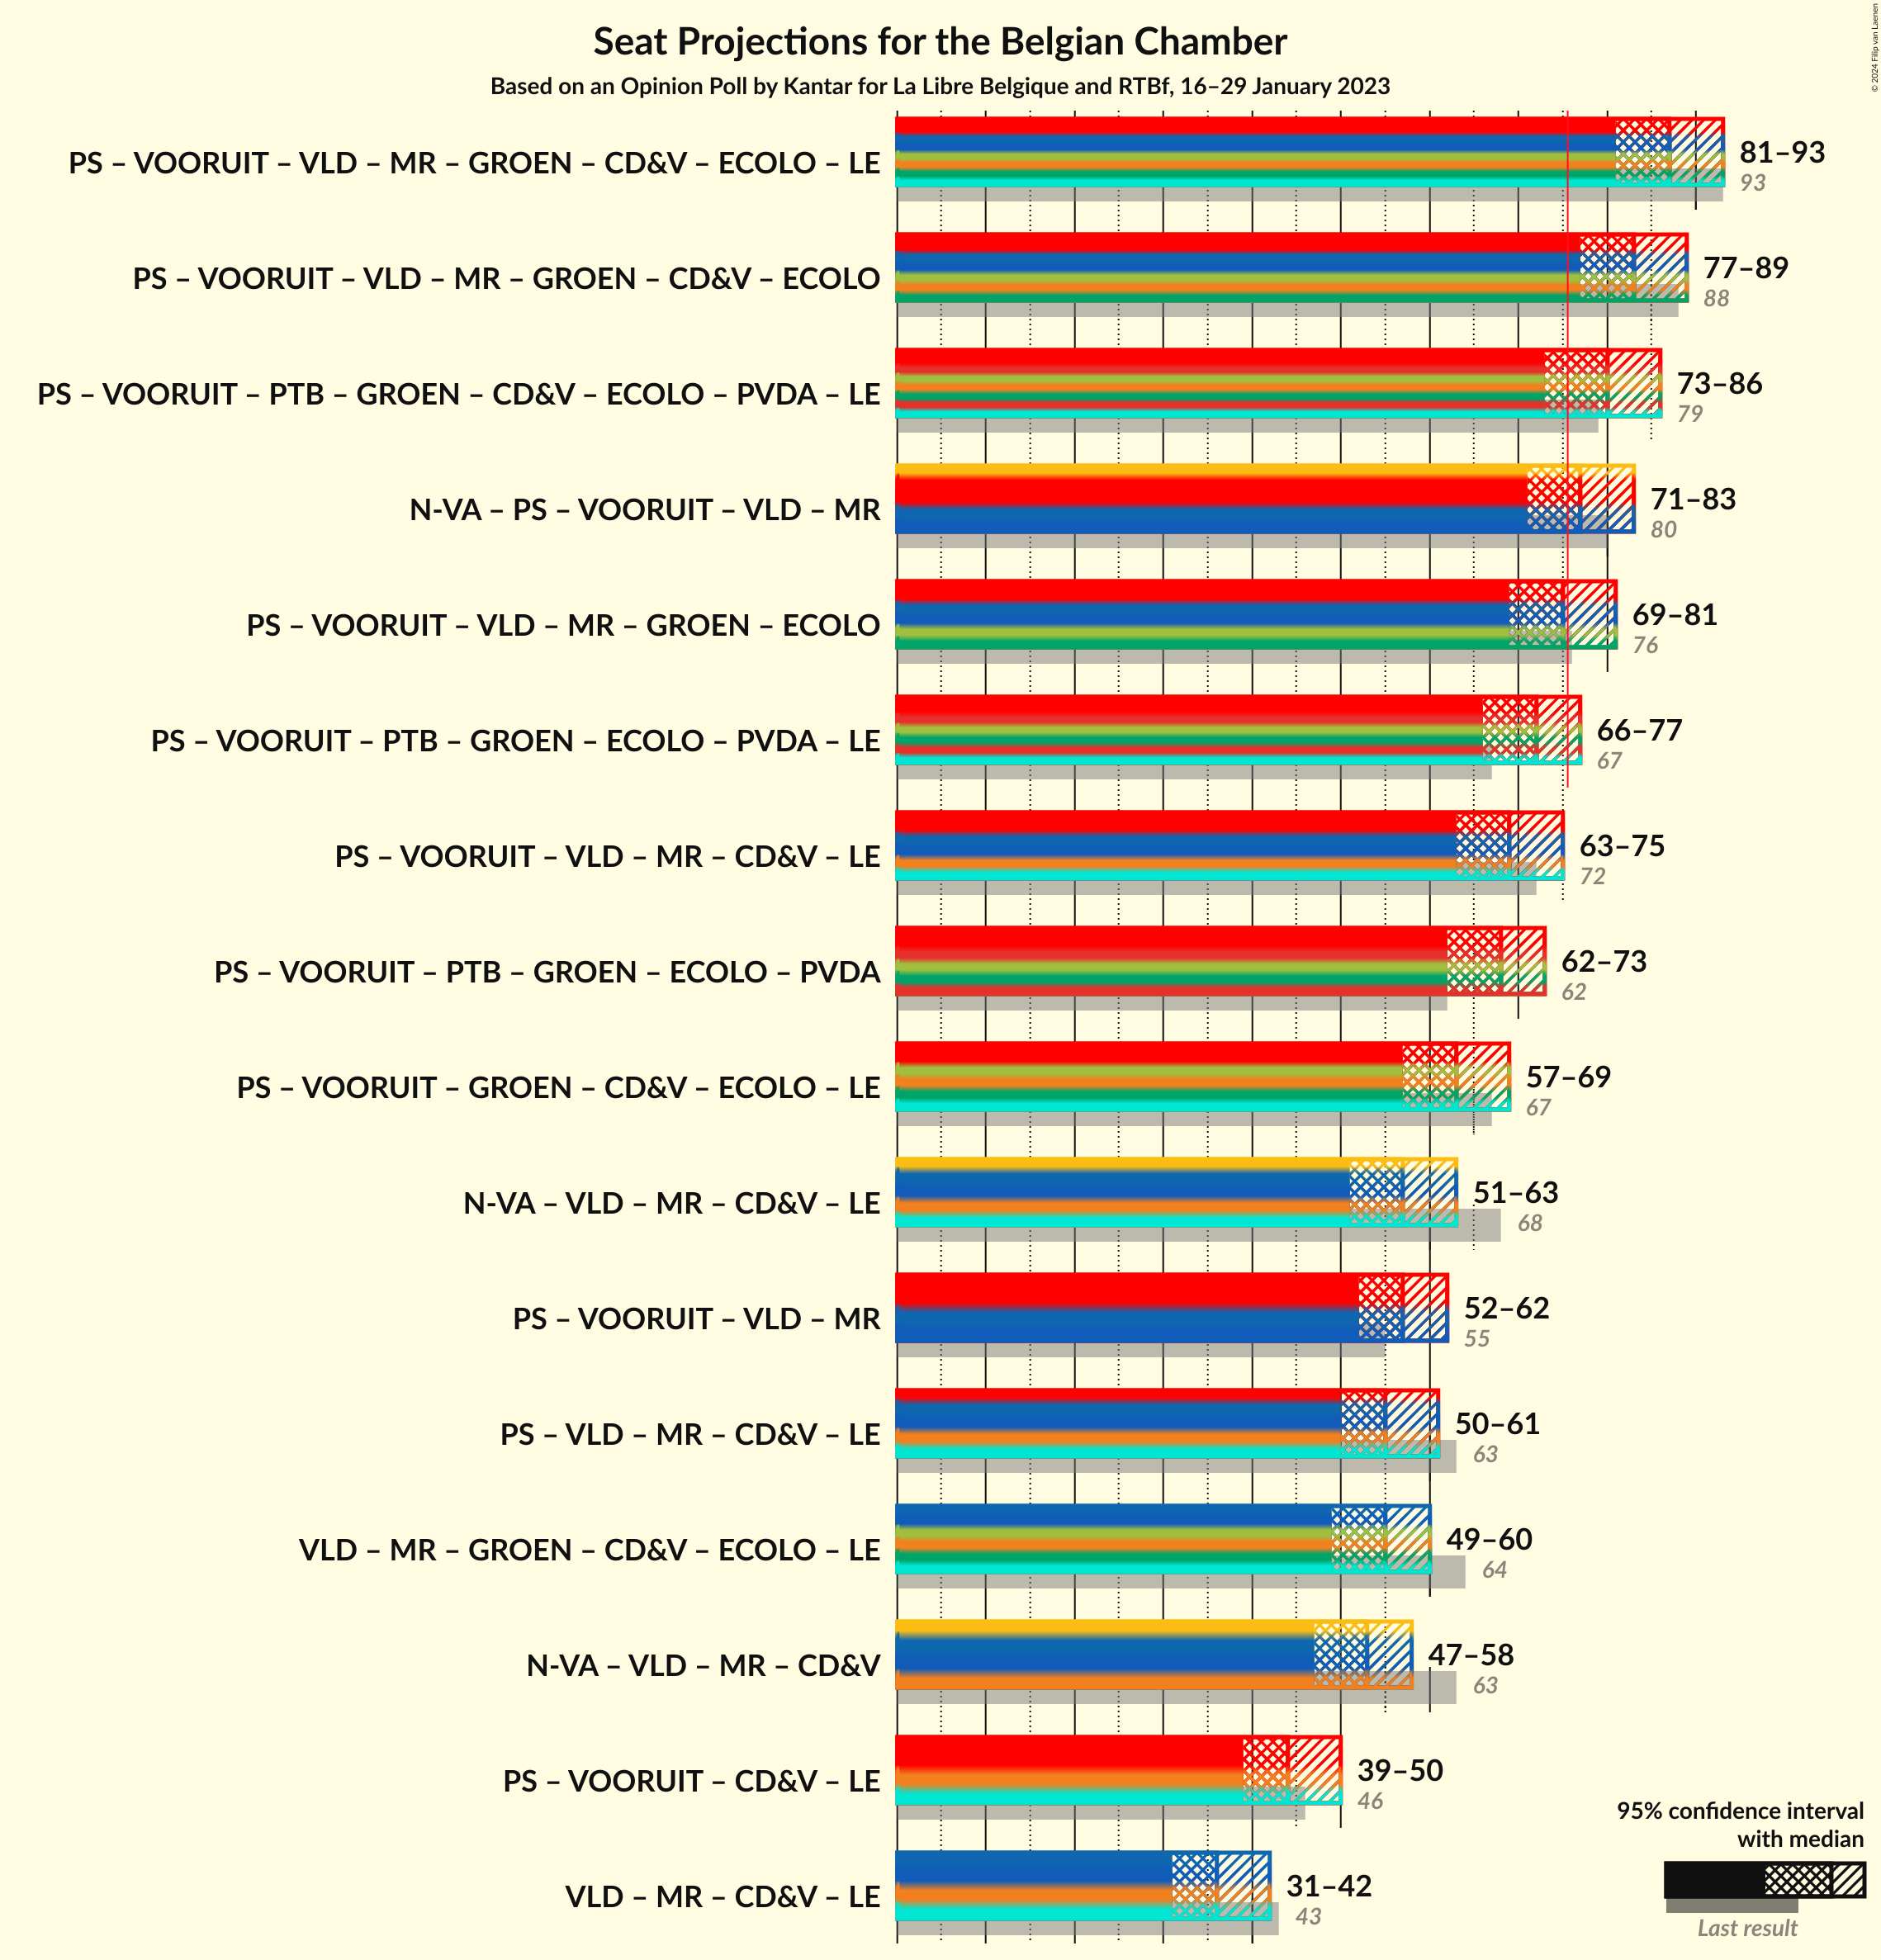 Seat Projections for the Belgian Chamber
Based on an Opinion Poll by Kantar for La Libre Belgique and RTBf, 16–29 January 2023
© 2024 Filip van Laenen
PS – VOORUIT – VLD – MR – GROEN – CD&V – ECOLO – LE
81–93
93
PS – VOORUIT – VLD – MR – GROEN – CD&V – ECOLO
77–89
88
PS – VOORUIT – PTB – GROEN – CD&V – ECOLO – PVDA – LE
73–86
79
N-VA – PS – VOORUIT – VLD – MR
71–83
80
PS – VOORUIT – VLD – MR – GROEN – ECOLO
69–81
76
PS – VOORUIT – PTB – GROEN – ECOLO – PVDA – LE
66–77
67
PS – VOORUIT – VLD – MR – CD&V – LE
63–75
72
PS – VOORUIT – PTB – GROEN – ECOLO – PVDA
62–73
62
PS – VOORUIT – GROEN – CD&V – ECOLO – LE
57–69
67
N-VA – VLD – MR – CD&V – LE
51–63
68
PS – VOORUIT – VLD – MR
52–62
55
PS – VLD – MR – CD&V – LE
50–61
63
VLD – MR – GROEN – CD&V – ECOLO – LE
49–60
64
N-VA – VLD – MR – CD&V
47–58
63
PS – VOORUIT – CD&V – LE
39–50
46
VLD – MR – CD&V – LE
31–42
43
95% confidence interval
with median
Last result